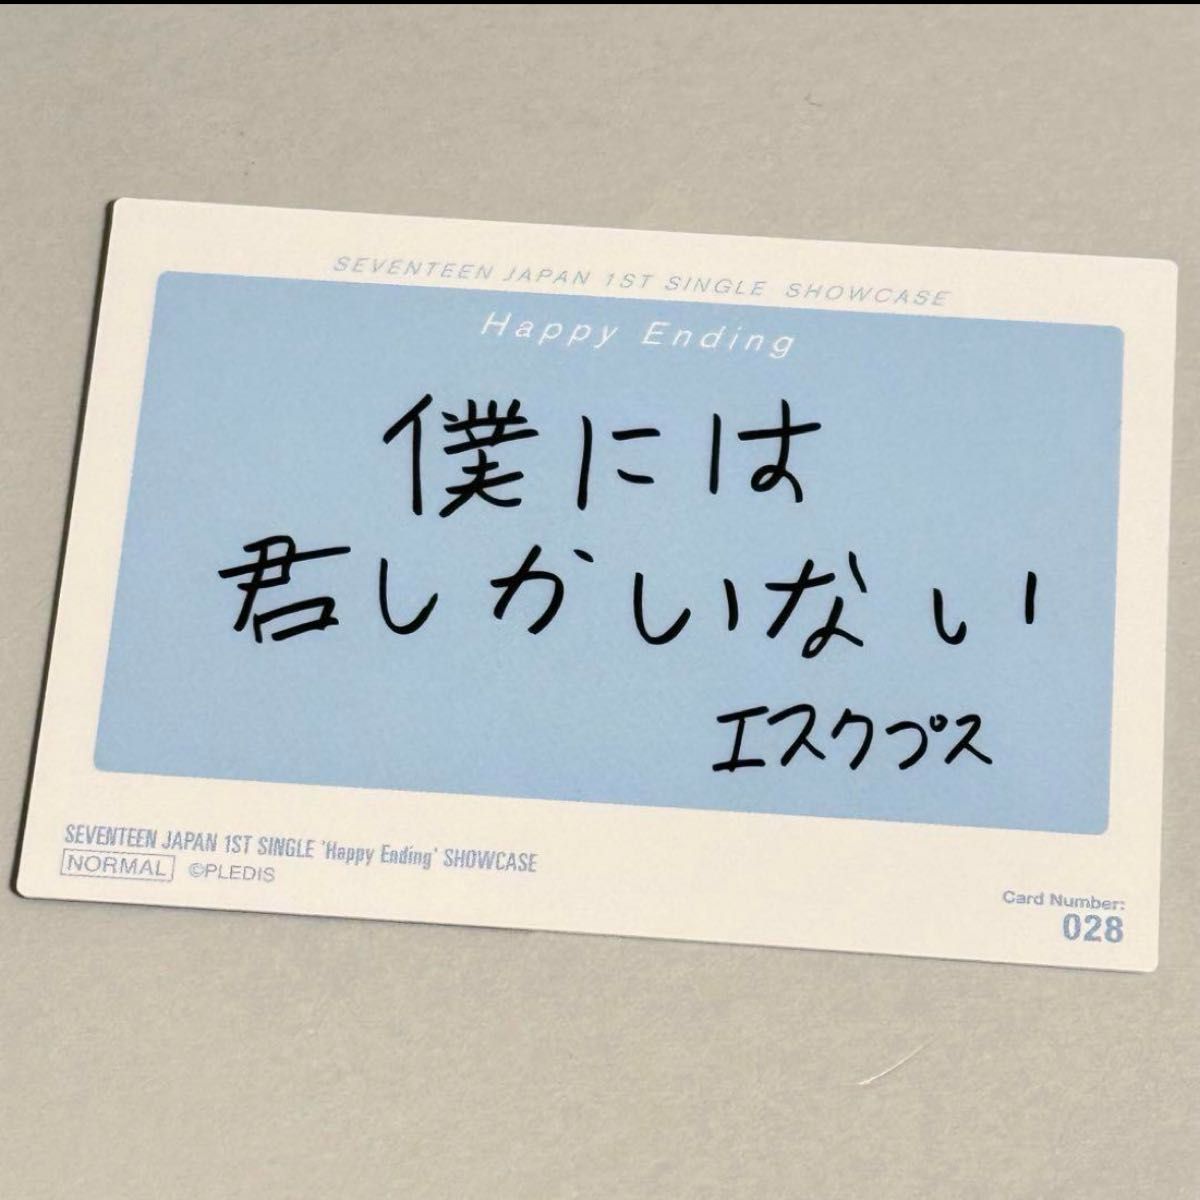 SEVENTEEN JAPAN 1ST SINGLE SHOWCASE
Happy Ending
僕には
君しかいない
エスクプス
SEVENTEEN JAPAN 1ST SINGLE 'Happy Ending' SHOWCASE
NORMAL ©PLEDIS
Card Number:
028